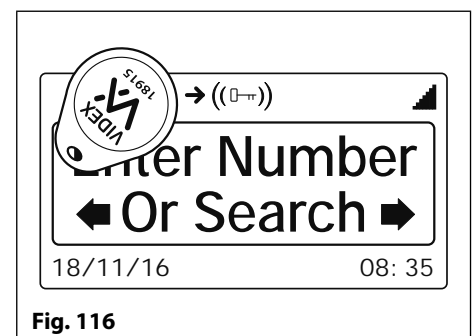 18915
VIDEX
Enter Number
Or Search
18/11/16 08:35
Fig. 116